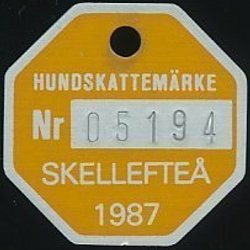 HUNDSKATTEMÄRKE
Nr 05194
SKELLEFTEÅ
1987